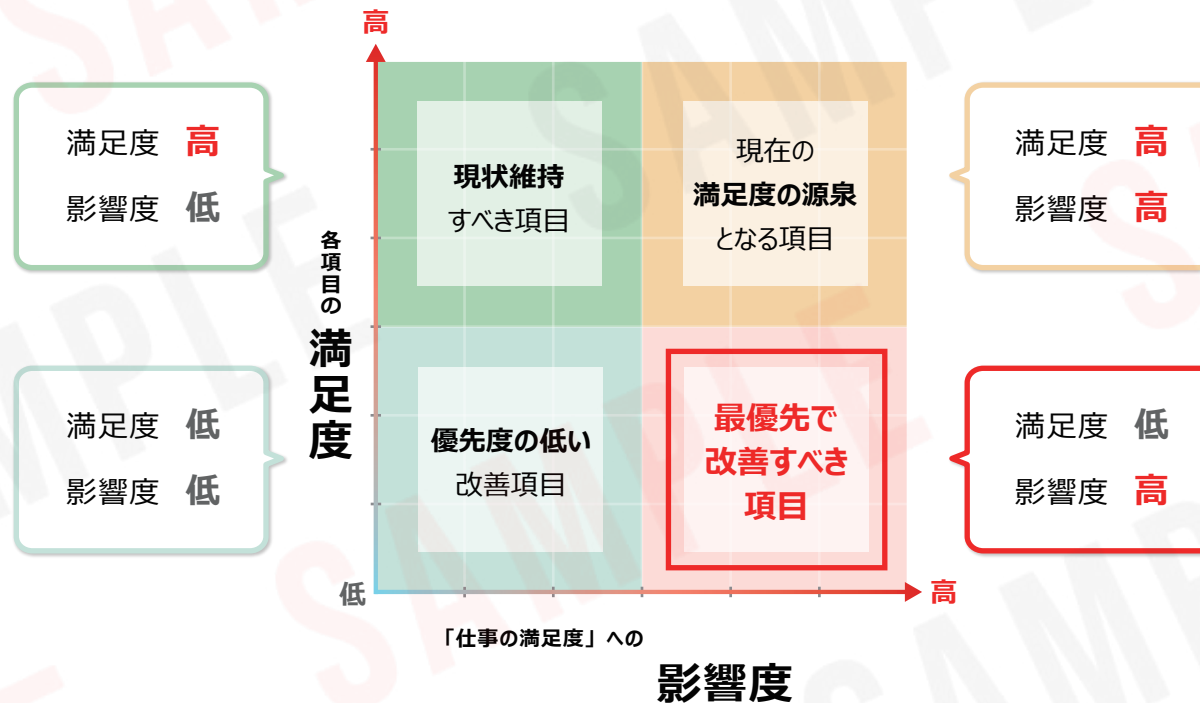 高
満足度 高
影響度 低
現状維持
すべき項目
現在の
満足度の源泉
となる項目
満足度 高
影響度 高
各項目の
満足度
満足度 低
影響度 低
優先度の低い
改善項目
最優先で
改善すべき
項目
満足度 低
影響度 高
低
高
「仕事の満足度」への
影響度
SAMPLE
SAMPLE
SAMPLE
SAMPLE